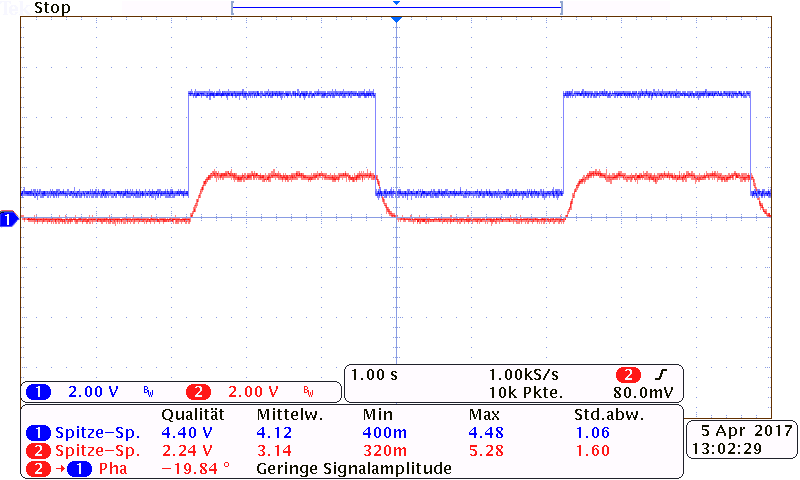 Tek Stop
1
1 2.00 V BW 2 2.00 V BW
1.00 s 1.00kS/s 2
10k Pkte. 80.0mV
Qualität Mittelw. Min Max Std.abw.
1 Spitze-Sp. 4.40 V 4.12 400m 4.48 1.06
2 Spitze-Sp. 2.24 V 3.14 320m 5.28 1.60
2 → 1 Pha −19.84 ° Geringe Signalamplitude
5 Apr 2017
13:02:29